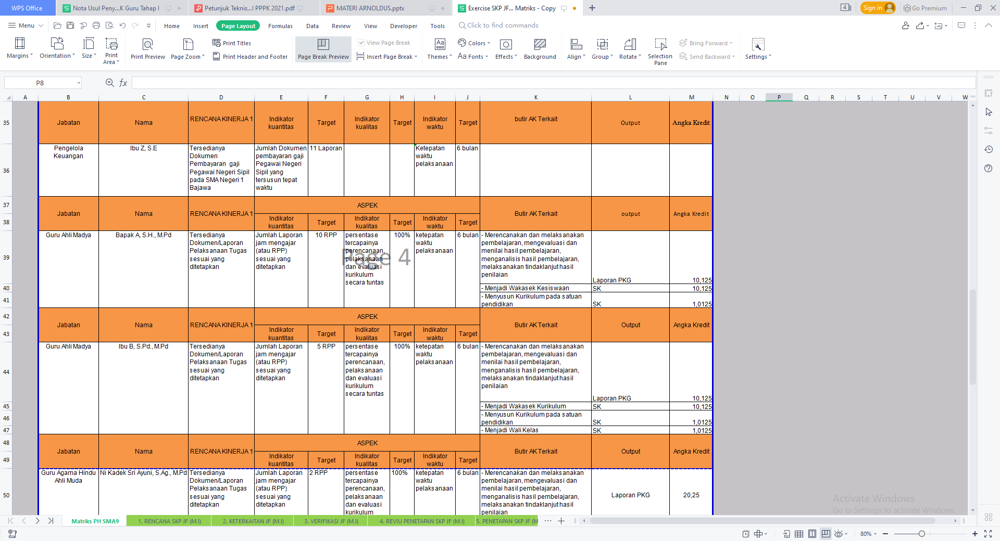 WPS Office
Nota Usul Peny...K Guru Tahap I
Petunjuk Teknis...l PPPK 2021.pdf
MATERI ARNOLDUS.pptx
Exercise SKP JF... Matriks - Copy
Sign in
Go Premium
Menu
Home
Insert
Page Layout
Formulas
Data
Review
View
Developer
Tools
Click to find commands
Margins
Orientation
Size
Print Area
Print Preview
Page Zoom
Print Titles
Print Header and Footer
Page Break Preview
View Page Break
Insert Page Break
Themes
Colors
Aa Fonts
Effects
Background
Align
Group
Rotate
Selection Pane
Bring Forward
Send Backward
Settings
P8
fx
A B C D E F G H I J K L M N O P Q R S T U V W
35
Jabatan
Nama
RENCANA KINERJA 1
Indikator
kuantitas
Target
Indikator
kualitas
Target
Indikator
waktu
Target
butir AK Terkait
Output
Angka Kredit
36
Pengelola
Keuangan
Ibu Z, S.E
Tersedianya
Dokumen
Pembayaran gaji
Pegawai Negeri Sipil
pada SMA Negeri 1
Bajawa
Jumlah Dokumen
pembayaran gaji
Pegawai Negeri
Sipil yang
tersusun tepat
waktu
11 Laporan
Ketepatan
waktu
pelaksanaan
6 bulan
37
38
Jabatan
Nama
RENCANA KINERJA 1
ASPEK
Indikator
kuantitas
Target
Indikator
kualitas
Target
Indikator
waktu
Target
Butir AK Terkait
output
Angka Kredit
39
Guru Ahli Madya
Bapak A, S.H., M.Pd
Tersedianya
Dokumen/Laporan
Pelaksanaan Tugas
sesuai yang
ditetapkan
Jumlah Laporan
jam mengajar
(atau RPP)
sesuai yang
ditetapkan
10 RPP
persentase
tercapainya
perencanaan,
pelaksanaan
dan evaluasi
kurikulum
secara tuntas
Page 4
100%
ketepatan
waktu
pelaksanaan
6 bulan
- Merencanakan dan melaksanakan
pembelajaran, mengevaluasi dan
menilai hasil pembelajaran,
menganalisis hasil pembelajaran,
melaksanakan tindaklanjut hasil
penilaian
Laporan PKG
10,125
40
- Menjadi Wakasek Kesiswaan
SK
10,125
41
- Menyusun Kurikulum pada satuan
pendidikan
SK
1,0125
42
43
Jabatan
Nama
RENCANA KINERJA 1
ASPEK
Indikator
kuantitas
Target
Indikator
kualitas
Target
Indikator
waktu
Target
Butir AK Terkait
Output
Angka Kredit
44
Guru Ahli Madya
Ibu B, S.Pd., M.Pd
Tersedianya
Dokumen/Laporan
Pelaksanaan Tugas
sesuai yang
ditetapkan
Jumlah Laporan
jam mengajar
(atau RPP)
sesuai yang
ditetapkan
5 RPP
persentase
tercapainya
perencanaan,
pelaksanaan
dan evaluasi
kurikulum
secara tuntas
100%
ketepatan
waktu
pelaksanaan
6 bulan
- Merencanakan dan melaksanakan
pembelajaran, mengevaluasi dan
menilai hasil pembelajaran,
menganalisis hasil pembelajaran,
melaksanakan tindaklanjut hasil
penilaian
Laporan PKG
10,125
45
- Menjadi Wakasek Kurikulum
SK
10,125
46
- Menyusun Kurikulum pada satuan
pendidikan
SK
1,0125
47
- Menjadi Wali Kelas
SK
1,0125
48
49
Jabatan
Nama
RENCANA KINERJA 1
ASPEK
Indikator
kuantitas
Target
Indikator
kualitas
Target
Indikator
waktu
Target
Butir AK Terkait
Output
Angka Kredit
50
Guru Agama Hindu
Ahli Muda
Ni Kadek Sri Ayuni, S.Ag., M.Pd
Tersedianya
Dokumen/Laporan
Pelaksanaan Tugas
sesuai yang
ditetapkan
Jumlah Laporan
jam mengajar
(atau RPP)
sesuai yang
ditetapkan
2 RPP
persentase
tercapainya
perencanaan,
pelaksanaan
dan evaluasi
kurikulum
100%
ketepatan
waktu
pelaksanaan
6 bulan
- Merencanakan dan melaksanakan
pembelajaran, mengevaluasi dan
menilai hasil pembelajaran,
menganalisis hasil pembelajaran,
melaksanakan tindaklanjut hasil
penilaian
Laporan PKG
20,25
Activate Windows
Go to Settings to activate Windows.
Matriks PH SMA9
1. RENCANA SKP JF (M.I)
2. KETERKAITAN JF (M.I)
3. VERIFIKASI JF (M.I)
4. REVIU PENETAPAN SKP JF (M.I)
5. PENETAPAN SKP JF (M
80%